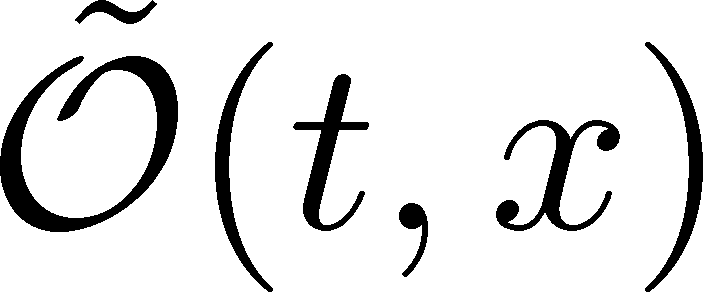 𝒪̃(t, x)